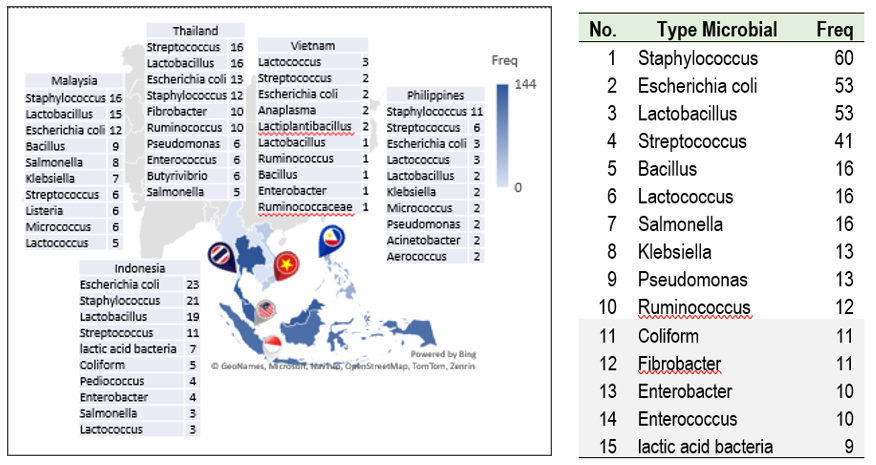 Thailand
Streptococcus 16
Lactobacillus 16
Escherichia coli 13
Staphylococcus 12
Fibrobacter 10
Ruminococcus 10
Pseudomonas 6
Enterococcus 6
Butyrivibrio 6
Salmonella 5
Vietnam
Lactococcus 3
Streptococcus 2
Escherichia coli 2
Anaplasma 2
Lactiplantibacillus 2
Lactobacillus 1
Ruminococcus 1
Bacillus 1
Enterobacter 1
Ruminococcaceae 1
Malaysia
Staphylococcus 16
Lactobacillus 15
Escherichia coli 12
Bacillus 9
Salmonella 8
Klebsiella 7
Streptococcus 6
Listeria 6
Micrococcus 6
Lactococcus 5
Philippines
Staphylococcus 11
Streptococcus 6
Escherichia coli 3
Lactococcus 3
Lactobacillus 2
Klebsiella 2
Micrococcus 2
Pseudomonas 2
Acinetobacter 2
Aerococcus 2
Freq
144
0
Indonesia
Escherichia coli 23
Staphylococcus 21
Lactobacillus 19
Streptococcus 11
lactic acid bacteria 7
Coliform 5
Pediococcus 4
Enterobacter 4
Salmonella 3
Lactococcus 3
Powered by Bing
© GeoNames, Microsoft, NavInfo, OpenStreetMap, TomTom, Zenrin
No. Type Microbial Freq
1 Staphylococcus 60
2 Escherichia coli 53
3 Lactobacillus 53
4 Streptococcus 41
5 Bacillus 16
6 Lactococcus 16
7 Salmonella 16
8 Klebsiella 13
9 Pseudomonas 13
10 Ruminococcus 12
11 Coliform 11
12 Fibrobacter 11
13 Enterobacter 10
14 Enterococcus 10
15 lactic acid bacteria 9